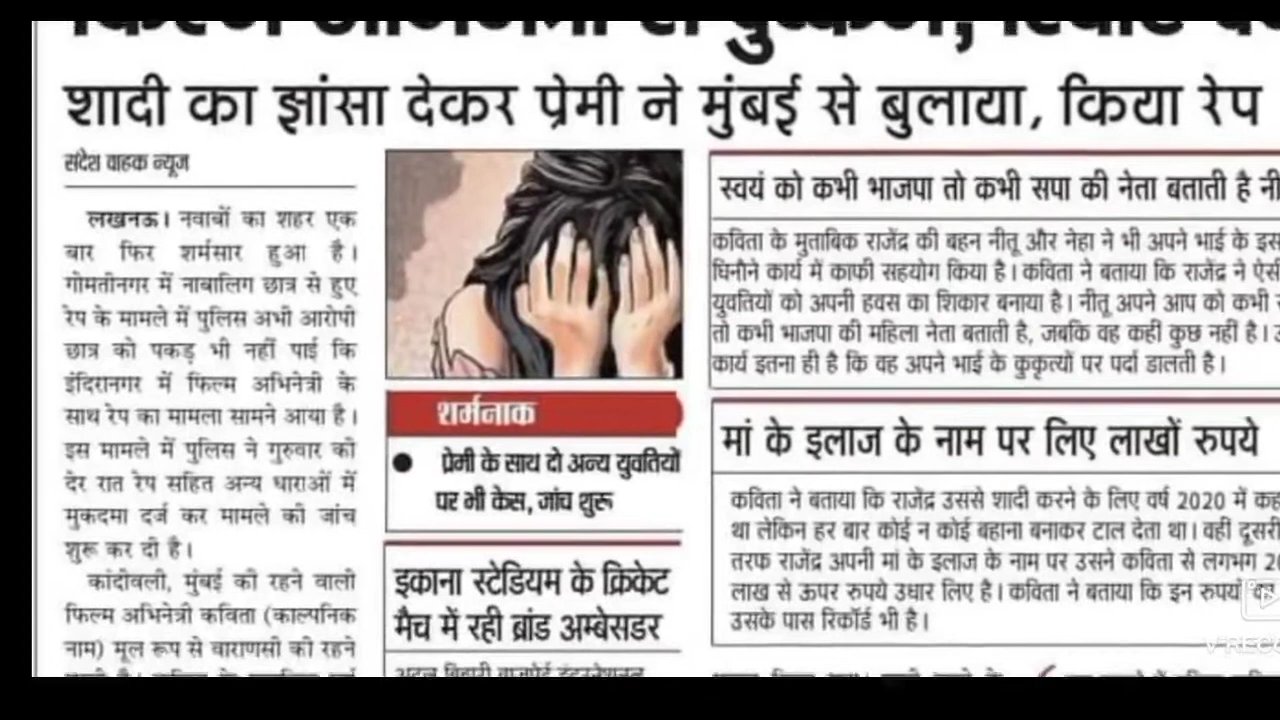 शादी का झांसा देकर प्रेमी ने मुंबई से बुलाया, किया रेप
संदेश वाहक न्यूज
लखनऊ। नवाबों का शहर एक
बार फिर शर्मसार हुआ है।
गोमतीनगर में नाबालिग छात्र से हुए
रेप के मामले में पुलिस अभी आरोपी
छात्र को पकड़ भी नहीं पाई कि
इंदिरानगर में फिल्म अभिनेत्री के
साथ रेप का मामला सामने आया है।
इस मामले में पुलिस ने गुरुवार को
देर रात रेप सहित अन्य धाराओं में
मुकदमा दर्ज कर मामले की जांच
शुरू कर दी है।
कांदीवली, मुंबई की रहने वाली
फिल्म अभिनेत्री कविता (काल्पनिक
नाम) मूल रूप से वाराणसी की रहने
शर्मनाक
● प्रेमी के साथ दो अन्य युवतियों
पर भी केस, जांच शुरू
इकाना स्टेडियम के क्रिकेट
मैच में रही ब्रांड अम्बेसडर
स्वयं को कभी भाजपा तो कभी सपा की नेता बताती है
कविता के मुताबिक राजेंद्र की बहन नीतू और नेहा ने भी अपने भाई के इस
घिनौने कार्य में काफी सहयोग किया है। कविता ने बताया कि राजेंद्र ने ऐसी
युवतियों को अपनी हवस का शिकार बनाया है। नीतू अपने आप को कभी
तो कभी भाजपा की महिला नेता बताती है, जबकि वह कहीं कुछ नहीं है।
कार्य इतना ही है कि वह अपने भाई के कुकृत्यों पर पर्दा डालती है।
मां के इलाज के नाम पर लिए लाखों रुपये
कविता ने बताया कि राजेंद्र उससे शादी करने के लिए वर्ष 2020 में
था लेकिन हर बार कोई न कोई बहाना बनाकर टाल देता था। वहीं दूसरी
तरफ राजेंद्र अपनी मां के इलाज के नाम पर उसने कविता से लगभग
लाख से ऊपर रुपये उधार लिए है। कविता ने बताया कि इन रुपयों
उसके पास रिकॉर्ड भी है।